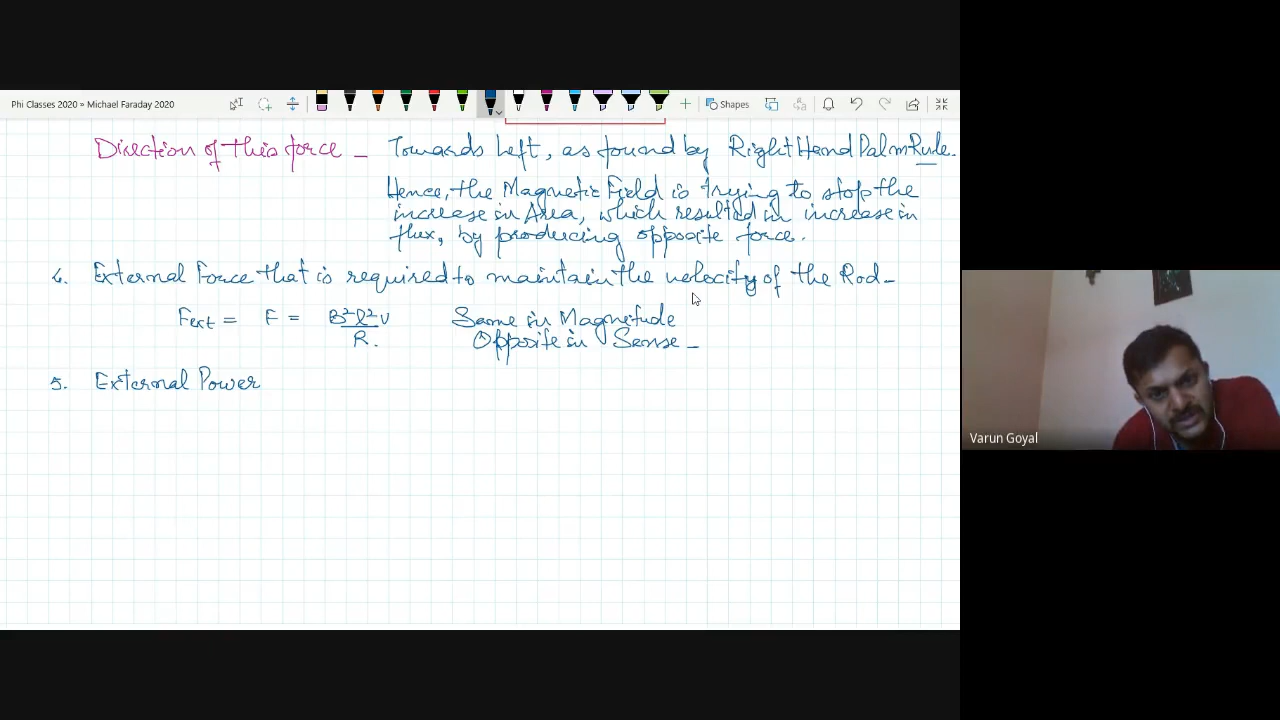 Phi Classes 2020 » Michael Faraday 2020
Shapes
Direction of this force - Towards Left, as found by Right Hand Palm Rule.
Hence, the Magnetic Field is trying to stop the
increase in Area, which resulted in increase in
flux, by producing opposite force.
4. External Force that is required to maintain the velocity of the Rod -
Fext = F = B²l²v/R. Same in Magnitude
Opposite in Sense -
5. External Power
Varun Goyal